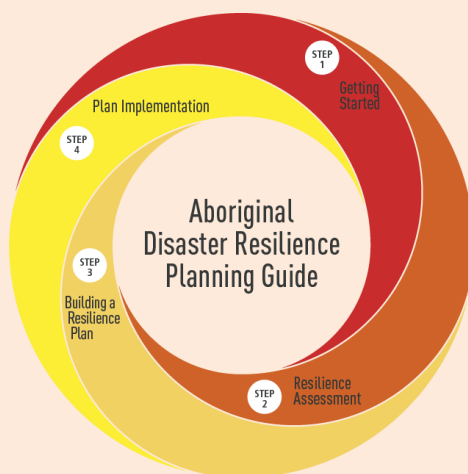 Aboriginal
Disaster Resilience
Planning Guide
STEP
1
Getting
Started
STEP
2
Resilience
Assessment
STEP
3
Building a
Resilience
Plan
STEP
4
Plan Implementation